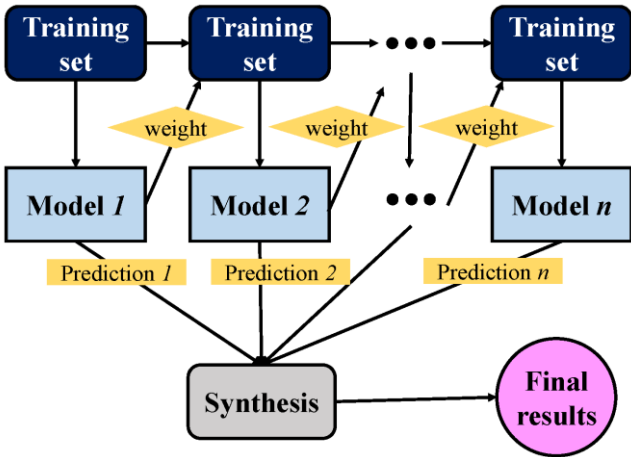 Training
set
Training
set
Training
set
weight
weight
weight
Model 1
Model 2
Model n
Prediction 1
Prediction 2
Prediction n
Synthesis
Final
results